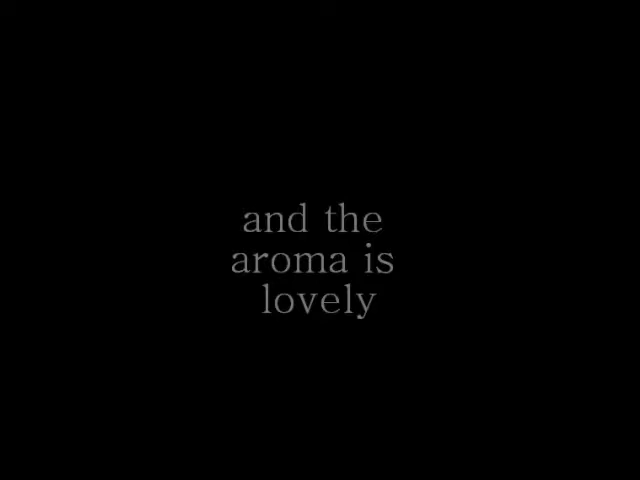 and the
aroma is
lovely